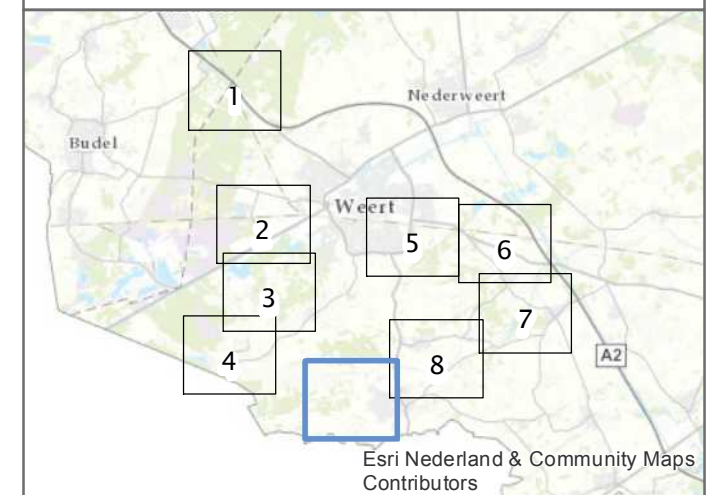 1
Nederweert
Budel
Weert
2
5
6
3
7
4
8
A2
Esri Nederland & Community Maps
Contributors